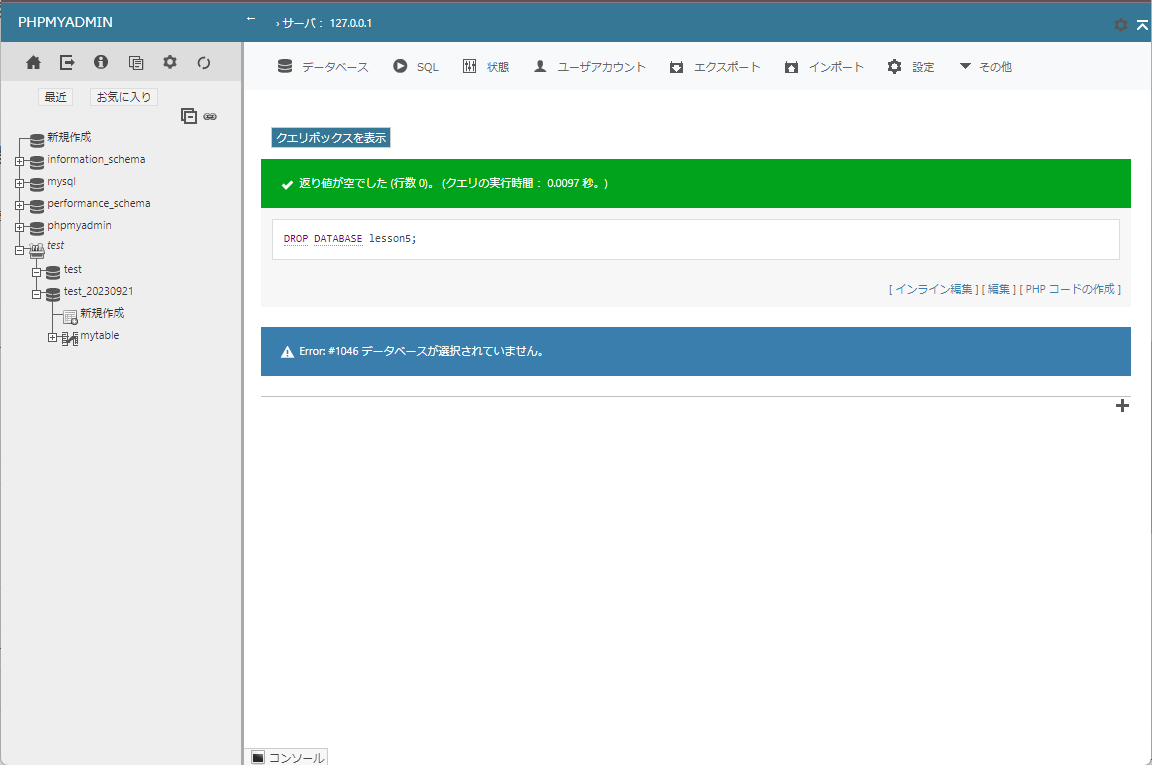 PHPMYADMIN
← › サーバ： 127.0.0.1
データベース SQL 状態 ユーザアカウント エクスポート インポート 設定 その他
最近 お気に入り
新規作成
information_schema
mysql
performance_schema
phpmyadmin
test
test
test_20230921
新規作成
mytable
クエリボックスを表示
返り値が空でした (行数 0)。 (クエリの実行時間： 0.0097 秒。)
DROP DATABASE lesson5;
[ インライン編集 ] [ 編集 ] [ PHP コードの作成 ]
Error: #1046 データベースが選択されていません。
コンソール